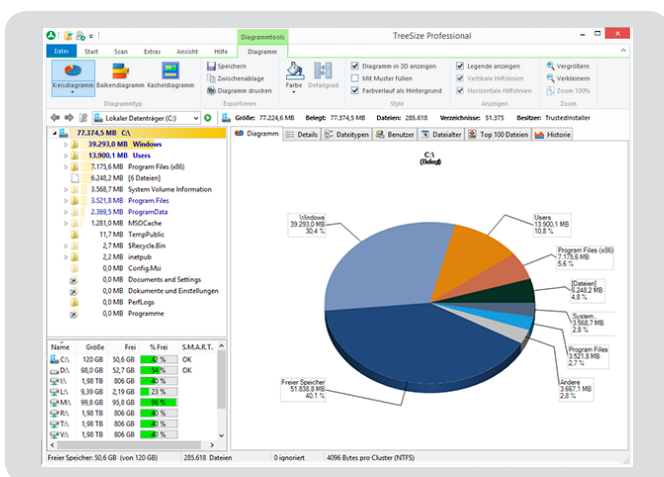 Diagrammtools
TreeSize Professional
Datei Start Scan Extras Ansicht Hilfe Diagramm
Kreisdiagramm Balkendiagramm Kacheldiagramm
Diagrammtyp
Speichern
Zwischenablage
Diagramm drucken
Exportieren
Farbe Detailgrad
Diagramm in 3D anzeigen
Mit Muster füllen
Farbverlauf als Hintergrund
Style
Legende anzeigen
Vertikale Hilfslinien
Horizontale Hilfslinien
Anzeigen
Vergrößern
Verkleinern
Zoom 100%
Zoom
Lokaler Datenträger (C:)
Größe: 77.224,6 MB Belegt: 77.374,5 MB Dateien: 285.618 Verzeichnisse: 51.375 Besitzer: TrustedInstaller
77.374,5 MB C:\
39.293,0 MB Windows
13.900,1 MB Users
7.175,6 MB Program Files (x86)
6.248,2 MB [6 Dateien]
3.568,7 MB System Volume Information
3.521,8 MB Program Files
2.369,5 MB ProgramData
1.281,0 MB MSOCache
11,7 MB TempPublic
2,7 MB $Recycle.Bin
2,2 MB inetpub
0,0 MB Config.Msi
0,0 MB Documents and Settings
0,0 MB Dokumente und Einstellungen
0,0 MB PerfLogs
0,0 MB Programme
Diagramm Details Dateitypen Benutzer Dateialter Top 100 Dateien Historie
C:\
(Belegt)
Windows
39.293,0 MB
30,4 %
Users
13.900,1 MB
10,8 %
Program Files (x86)
7.175,6 MB
5,6 %
[Dateien]
6.248,2 MB
4,8 %
System..
3.568,7 MB
2,8 %
Program Files
3.521,8 MB
2,7 %
Andere
3.667,1 MB
2,8 %
Freier Speicher
51.838,8 MB
40,1 %
Name Größe Frei % Frei S.M.A.R.T.
C:\ 120 GB 50,6 GB 42 % OK
D:\ 98,0 GB 52,7 GB 54 % OK
I:\ 1,98 TB 806 GB 40 %
L:\ 9,39 GB 2,19 GB 23 %
M:\ 99,8 GB 95,8 GB 96 %
R:\ 1,98 TB 806 GB 40 %
T:\ 1,98 TB 806 GB 40 %
V:\ 1,98 TB 806 GB 40 %
Freier Speicher: 50,6 GB (von 120 GB) 285.618 Dateien 0 ignoriert 4096 Bytes pro Cluster (NTFS)